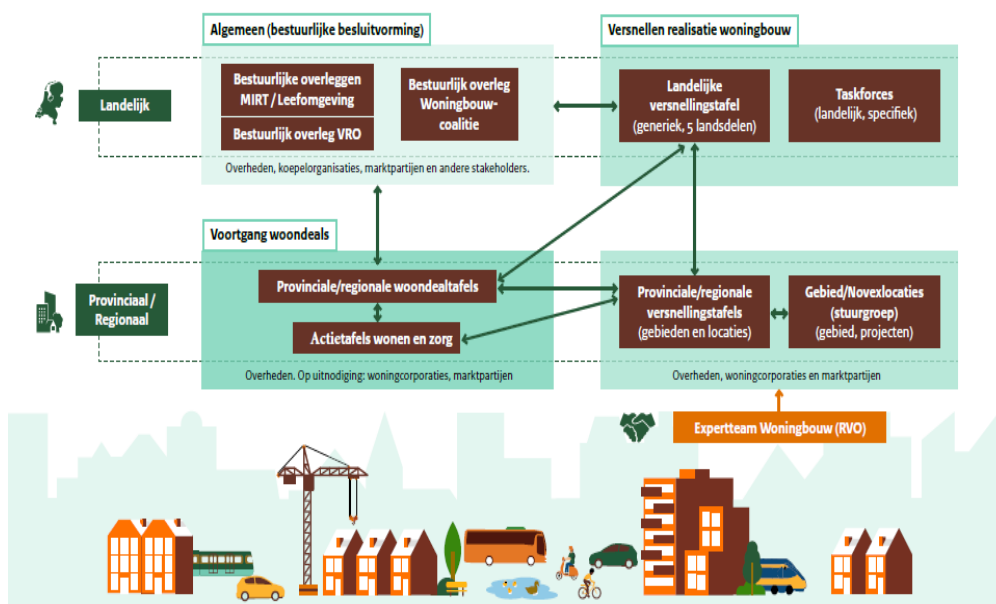 Algemeen (bestuurlijke besluitvorming)
Versnellen realisatie woningbouw
Landelijk
Bestuurlijke overleggen
MIRT / Leefomgeving
Bestuurlijk overleg VRO
Bestuurlijk overleg
Woningbouw-
coalitie
Landelijke
versnellingstafel
(generiek, 5 landsdelen)
Taskforces
(landelijk, specifiek)
Overheden, koepelorganisaties, marktpartijen en andere stakeholders.
Voortgang woondeals
Provinciaal /
Regionaal
Provinciale/regionale woondealtafels
Actietafels wonen en zorg
Overheden. Op uitnodiging: woningcorporaties, marktpartijen
Provinciale/regionale
versnellingstafels
(gebieden en locaties)
Gebied/Novexlocaties
(stuurgroep)
(gebied, projecten)
Overheden, woningcorporaties en marktpartijen
Expertteam Woningbouw (RVO)